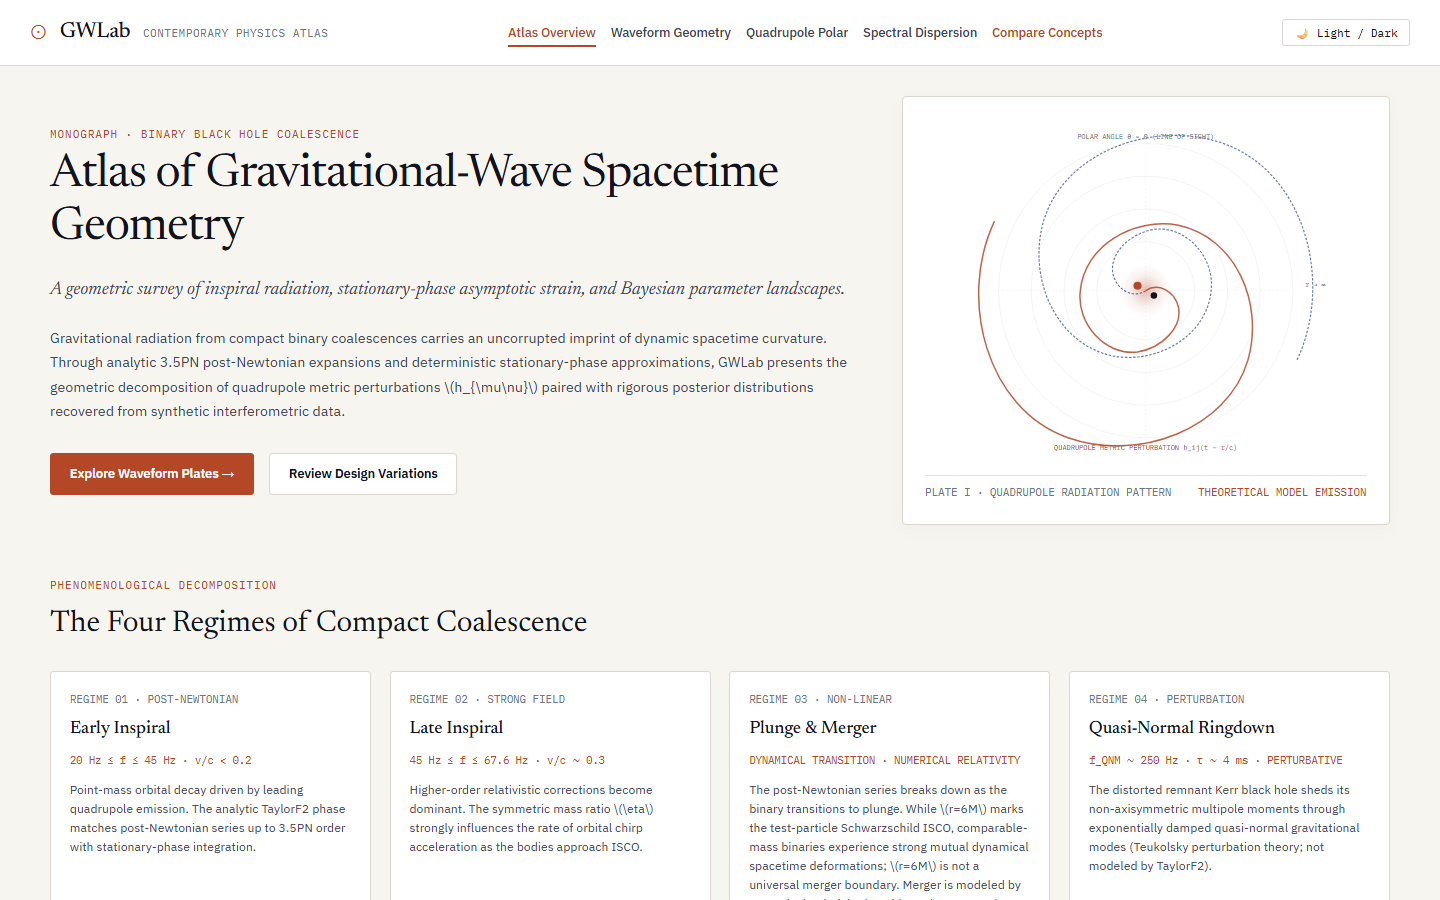 GWLab CONTEMPORARY PHYSICS ATLAS
Atlas Overview
Waveform Geometry
Quadrupole Polar
Spectral Dispersion
Compare Concepts
Light / Dark
MONOGRAPH · BINARY BLACK HOLE COALESCENCE
Atlas of Gravitational-Wave Spacetime
Geometry
A geometric survey of inspiral radiation, stationary-phase asymptotic strain, and Bayesian parameter landscapes.
Gravitational radiation from compact binary coalescences carries an uncorrupted imprint of dynamic spacetime curvature.
Through analytic 3.5PN post-Newtonian expansions and deterministic stationary-phase approximations, GWLab presents the
geometric decomposition of quadrupole metric perturbations \(h_{\mu\nu}\) paired with rigorous posterior distributions
recovered from synthetic interferometric data.
Explore Waveform Plates →
Review Design Variations
POLAR ANGLE θ = 0 (LINE OF SIGHT)
QUADRUPOLE METRIC PERTURBATION h_ij(t - r/c)
PLATE I · QUADRUPOLE RADIATION PATTERN
THEORETICAL MODEL EMISSION
PHENOMENOLOGICAL DECOMPOSITION
The Four Regimes of Compact Coalescence
REGIME 01 · POST-NEWTONIAN
Early Inspiral
20 Hz ≤ f ≤ 45 Hz · v/c < 0.2
Point-mass orbital decay driven by leading
quadrupole emission. The analytic TaylorF2 phase
matches post-Newtonian series up to 3.5PN order
with stationary-phase integration.
REGIME 02 · STRONG FIELD
Late Inspiral
45 Hz ≤ f ≤ 67.6 Hz · v/c ~ 0.3
Higher-order relativistic corrections become
dominant. The symmetric mass ratio \(\eta\)
strongly influences the rate of orbital chirp
acceleration as the bodies approach ISCO.
REGIME 03 · NON-LINEAR
Plunge & Merger
DYNAMICAL TRANSITION · NUMERICAL RELATIVITY
The post-Newtonian series breaks down as the
binary transitions to plunge. While \(r=6M\) marks
the test-particle Schwarzschild ISCO, comparable-
mass binaries experience strong mutual dynamical
spacetime deformations; \(r=6M\) is not a
universal merger boundary. Merger is modeled by
REGIME 04 · PERTURBATION
Quasi-Normal Ringdown
f_QNM ~ 250 Hz · τ ~ 4 ms · PERTURBATIVE
The distorted remnant Kerr black hole sheds its
non-axisymmetric multipole moments through
exponentially damped quasi-normal gravitational
modes (Teukolsky perturbation theory; not
modeled by TaylorF2).